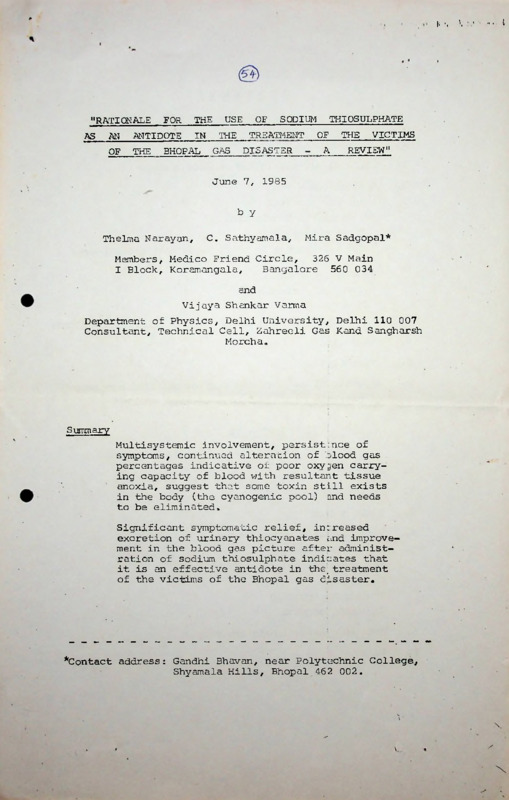 54
"RATIONALE FOR THE USE OF SODIUM THIOSULPHATE
AS AN ANTIDOTE IN THE TREATMENT OF THE VICTIMS
OF THE BHOPAL GAS DISASTER - A REVIEW"
June 7, 1985
b y
Thelma Narayan, C. Sathyamala, Mira Sadgopal*
Members, Medico Friend Circle, 326 V Main
I Block, Koramangala, Bangalore 560 034
and
Vijaya Shankar Varma
Department of Physics, Delhi University, Delhi 110 007
Consultant, Technical Cell, Zahreeli Gas Kand Sangharsh
Morcha.
Summary
Multisystemic involvement, persistence of
symptoms, continued alteration of blood gas
percentages indicative of poor oxygen carry-
ing capacity of blood with resultant tissue
anoxia, suggest that some toxin still exists
in the body (the cyanogenic pool) and needs
to be eliminated.
Significant symptomatic relief, increased
excretion of urinary thiocyanates and improve-
ment in the blood gas picture after administ-
ration of sodium thiosulphate indicates that
it is an effective antidote in the treatment
of the victims of the Bhopal gas disaster.
*Contact address: Gandhi Bhavan, near Polytechnic College,
Shyamala Hills, Bhopal 462 002.